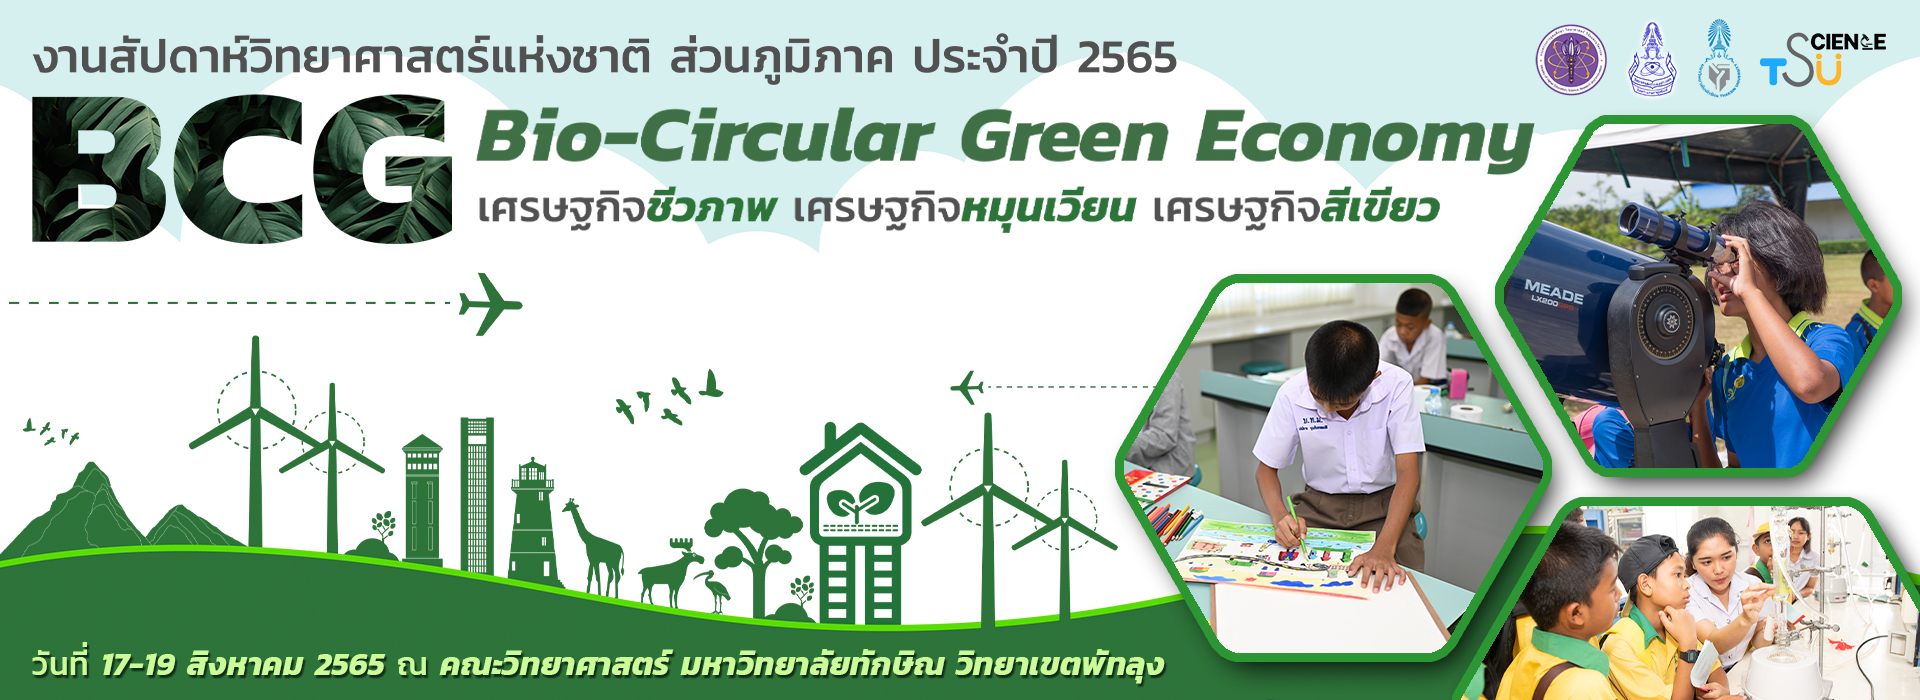 งานสัปดาห์วิทยาศาสตร์แห่งชาติ ส่วนภูมิภาค ประจำปี 2565
SCIENCE
TSU
BCG Bio-Circular Green Economy
เศรษฐกิจชีวภาพ เศรษฐกิจหมุนเวียน เศรษฐกิจสีเขียว
MEADE
LX200
วันที่ 17-19 สิงหาคม 2565 ณ คณะวิทยาศาสตร์ มหาวิทยาลัยทักษิณ วิทยาเขตพัทลุง